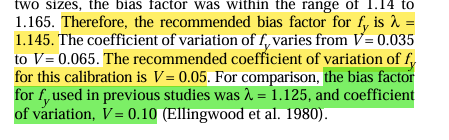 two sizes, the bias factor was within the range of 1.14 to
1.165. Therefore, the recommended bias factor for fy is λ =
1.145. The coefficient of variation of fy varies from V = 0.035
to V = 0.065. The recommended coefficient of variation of fy
for this calibration is V = 0.05. For comparison, the bias factor
for fy used in previous studies was λ = 1.125, and coefficient
of variation, V = 0.10 (Ellingwood et al. 1980).